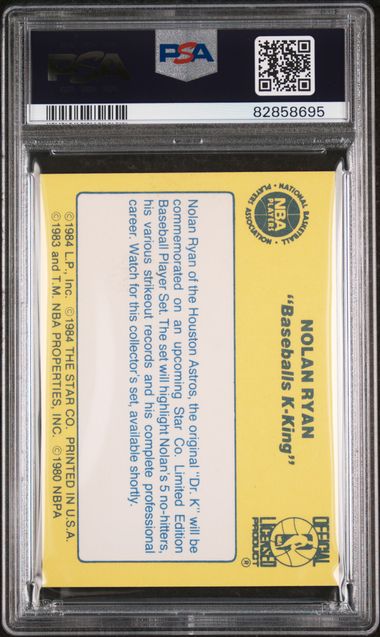 PSA
PSA
82858695
NATIONAL BASKETBALL
PLAYERS ASSOCIATION
NBA
PLAYERS
NOLAN RYAN
"Baseballs K-King"
OFFICIAL
LICENSED
PRODUCT
®
Nolan Ryan of the Houston Astros, the original "Dr. K" will be
commemorated on an upcoming Star Co. Limited Edition
Baseball Player Set. The set will highlight Nolan's 5 no-hitters,
his various strikeout records and his complete professional
career. Watch for this collector's set, available shortly.
©1984 L.P., Inc. ©1984 THE STAR CO. PRINTED IN U.S.A.
©1983 and T.M. NBA PROPERTIES, INC. ©1980 NBPA